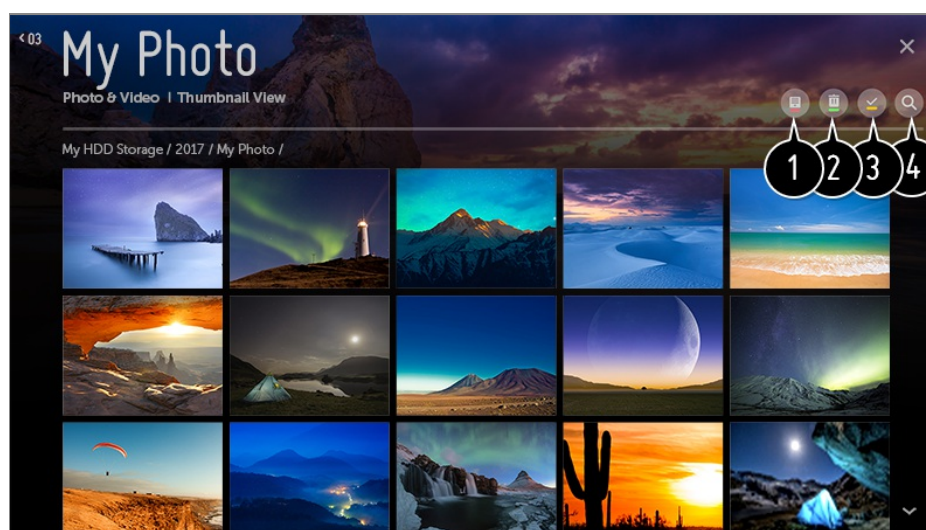 03
My Photo
Photo & Video | Thumbnail View
My HDD Storage / 2017 / My Photo /
1 2 3 4